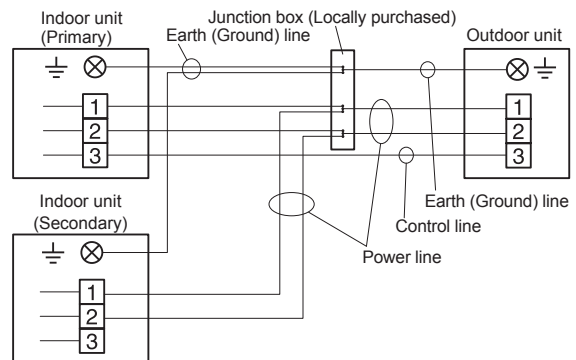 Indoor unit
(Primary)
Junction box (Locally purchased)
Earth (Ground) line
Outdoor unit
1
2
3
1
2
3
Earth (Ground) line
Control line
Power line
Indoor unit
(Secondary)
1
2
3